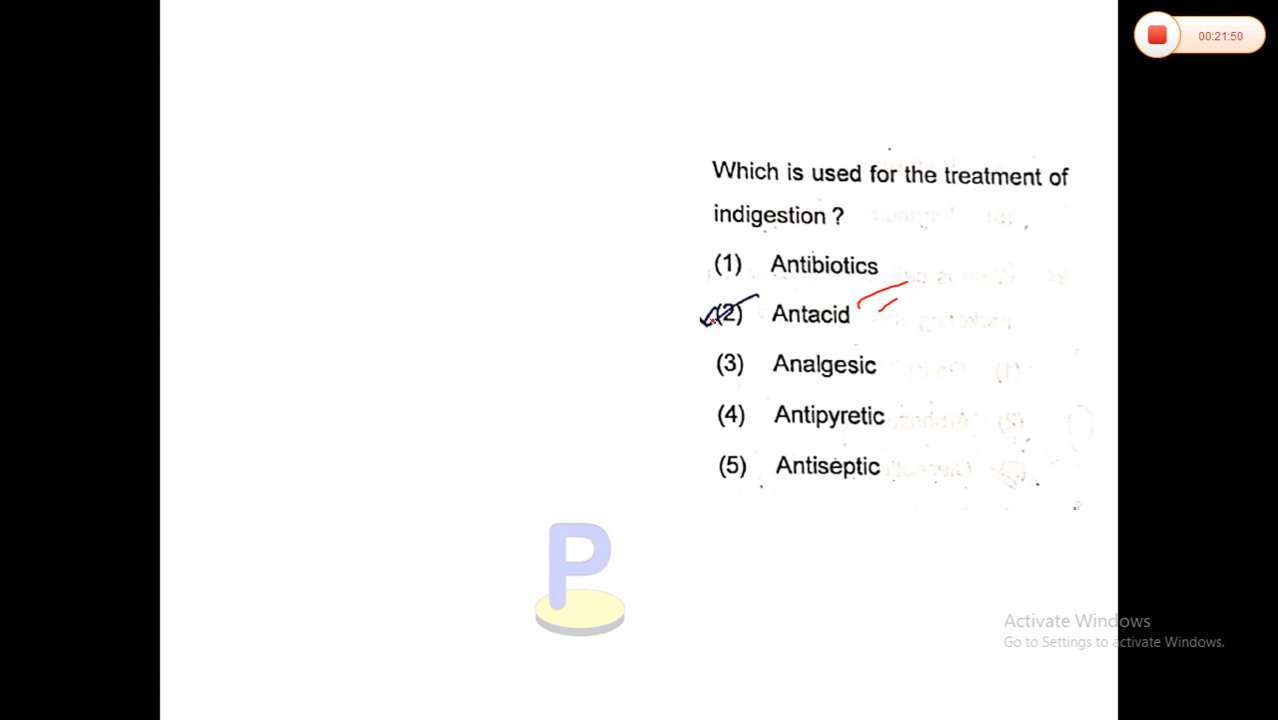 00:21:50
Which is used for the treatment of
indigestion ?
(1) Antibiotics
(2) Antacid
(3) Analgesic
(4) Antipyretic
(5) Antiseptic
P
Activate Windows
Go to Settings to activate Windows.